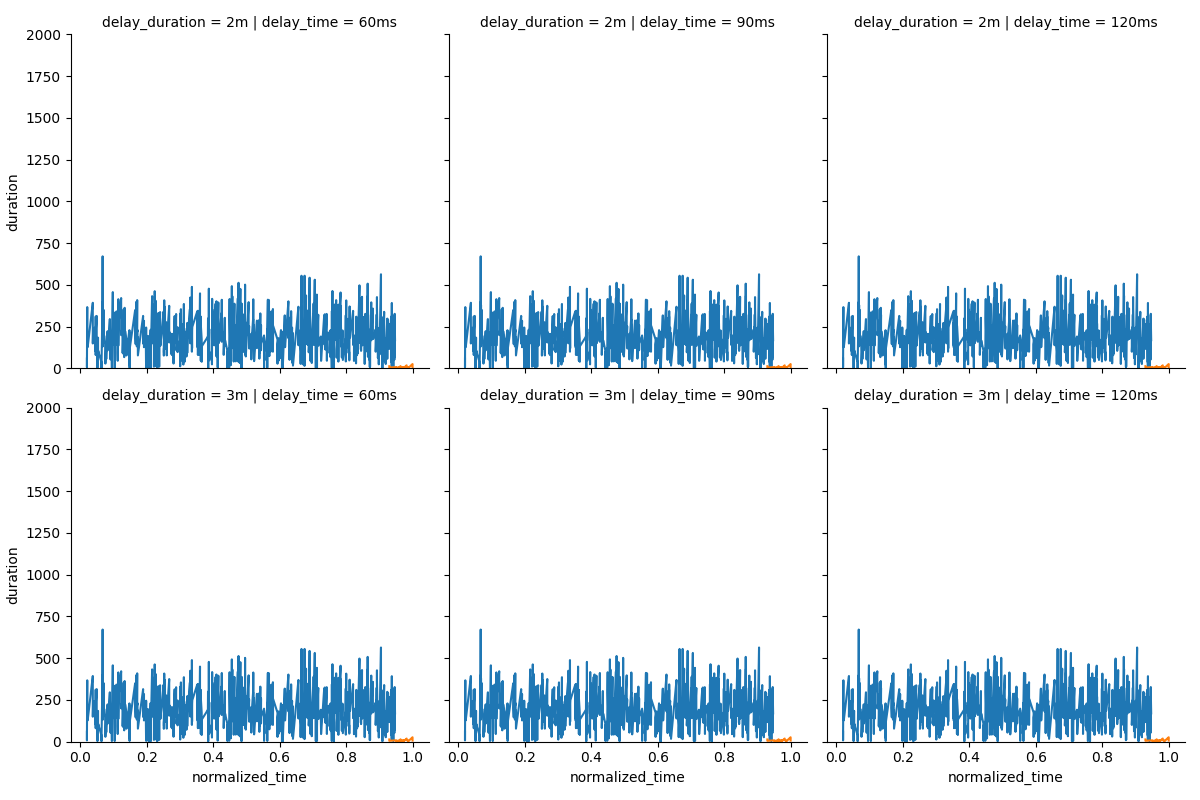 delay_duration = 2m | delay_time = 60ms
delay_duration = 2m | delay_time = 90ms
delay_duration = 2m | delay_time = 120ms
2000
1750
1500
1250
1000
750
500
250
0
duration
delay_duration = 3m | delay_time = 60ms
delay_duration = 3m | delay_time = 90ms
delay_duration = 3m | delay_time = 120ms
2000
1750
1500
1250
1000
750
500
250
0
duration
0.0 0.2 0.4 0.6 0.8 1.0
0.0 0.2 0.4 0.6 0.8 1.0
0.0 0.2 0.4 0.6 0.8 1.0
normalized_time
normalized_time
normalized_time